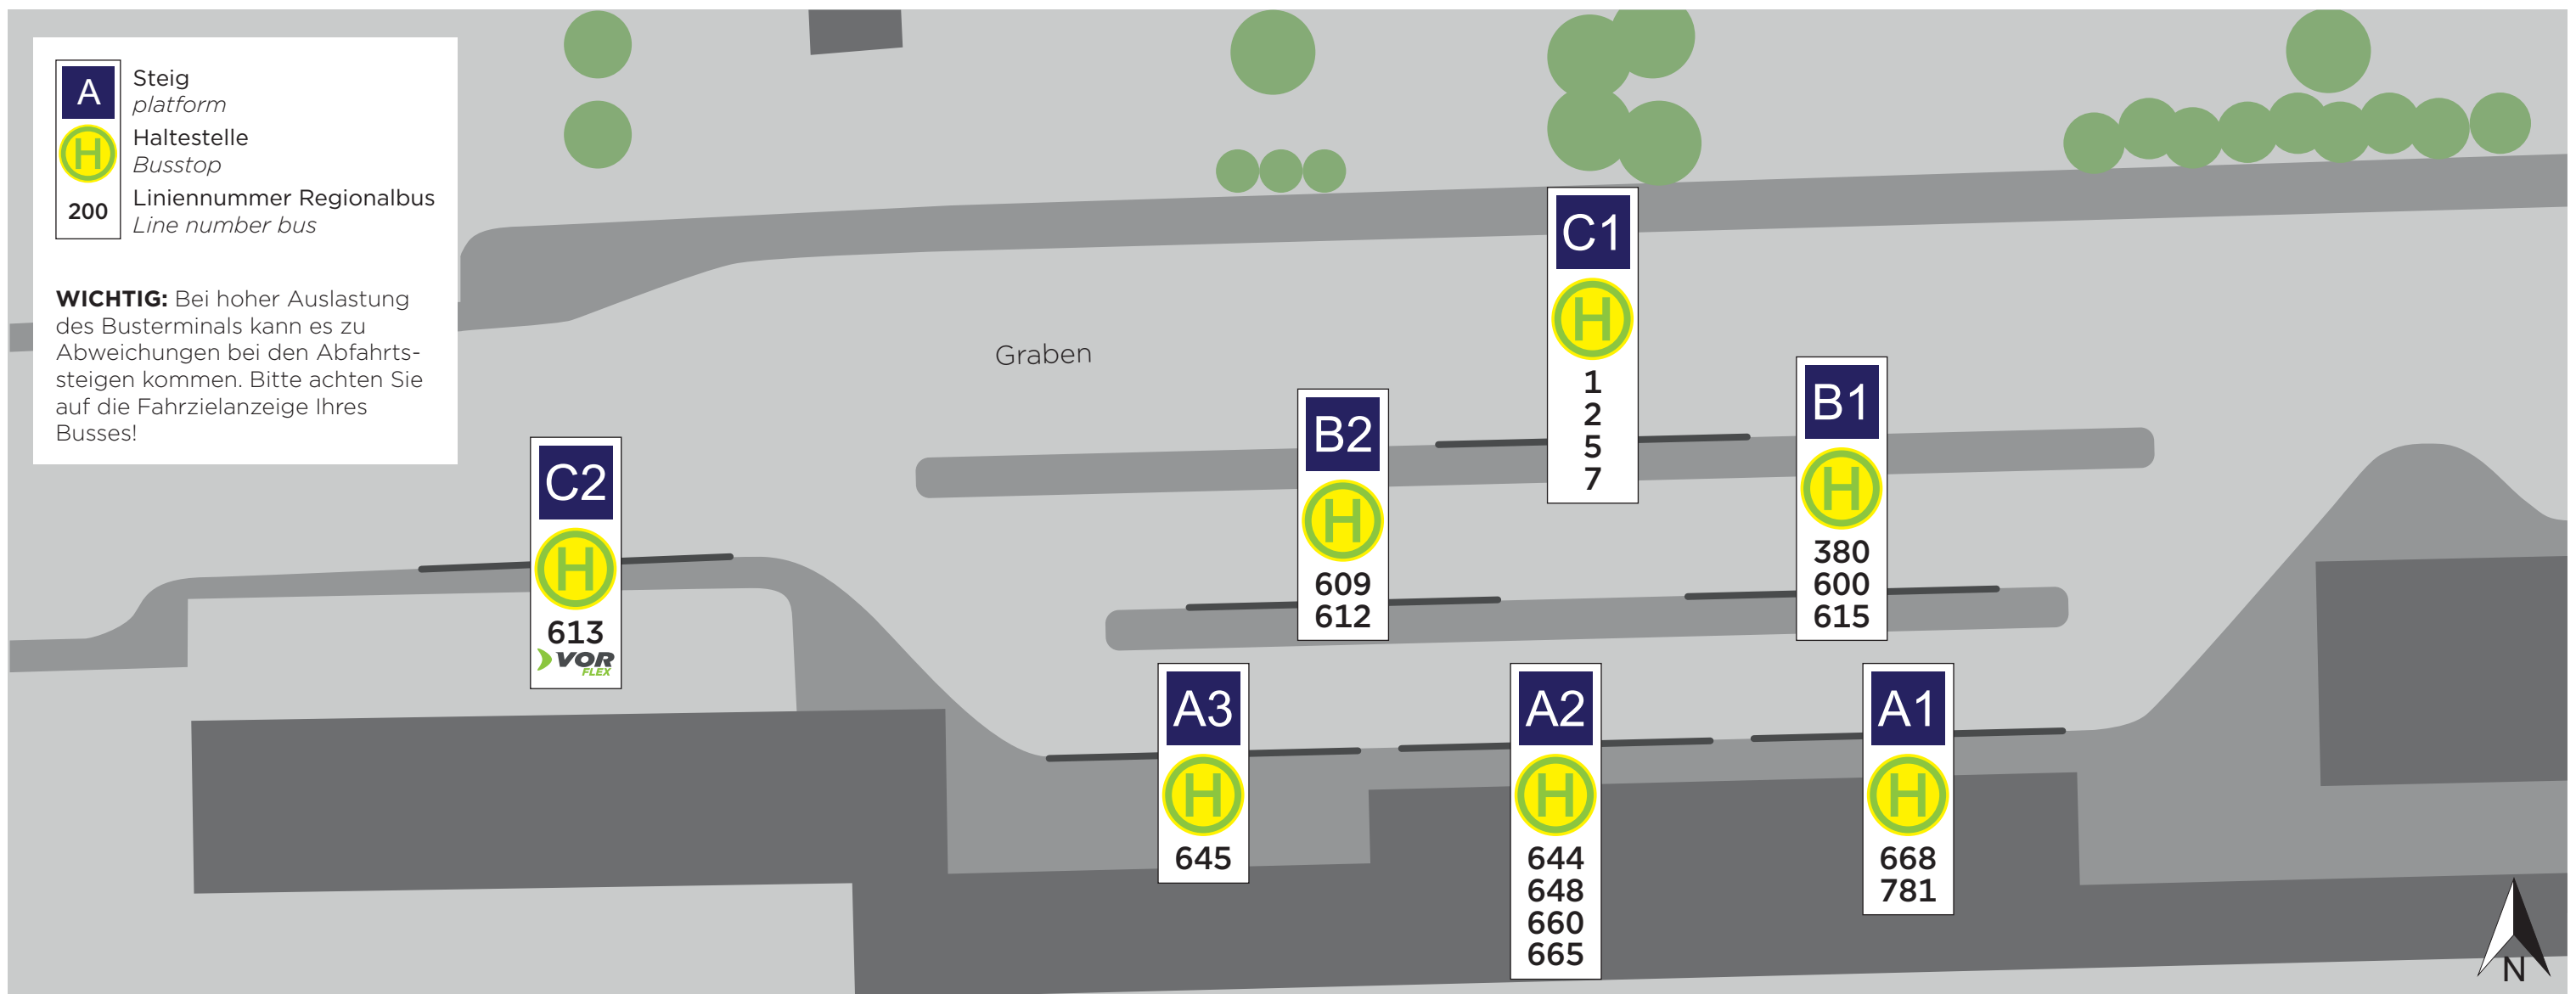 A
Steig
platform
H
Haltestelle
Busstop
200
Liniennummer Regionalbus
Line number bus
WICHTIG: Bei hoher Auslastung
des Busterminals kann es zu
Abweichungen bei den Abfahrts-
steigen kommen. Bitte achten Sie
auf die Fahrzielanzeige Ihres
Busses!
Graben
C2
H
613
VOR
FLEX
B2
H
609
612
C1
H
1
2
5
7
B1
H
380
600
615
A3
H
645
A2
H
644
648
660
665
A1
H
668
781
N